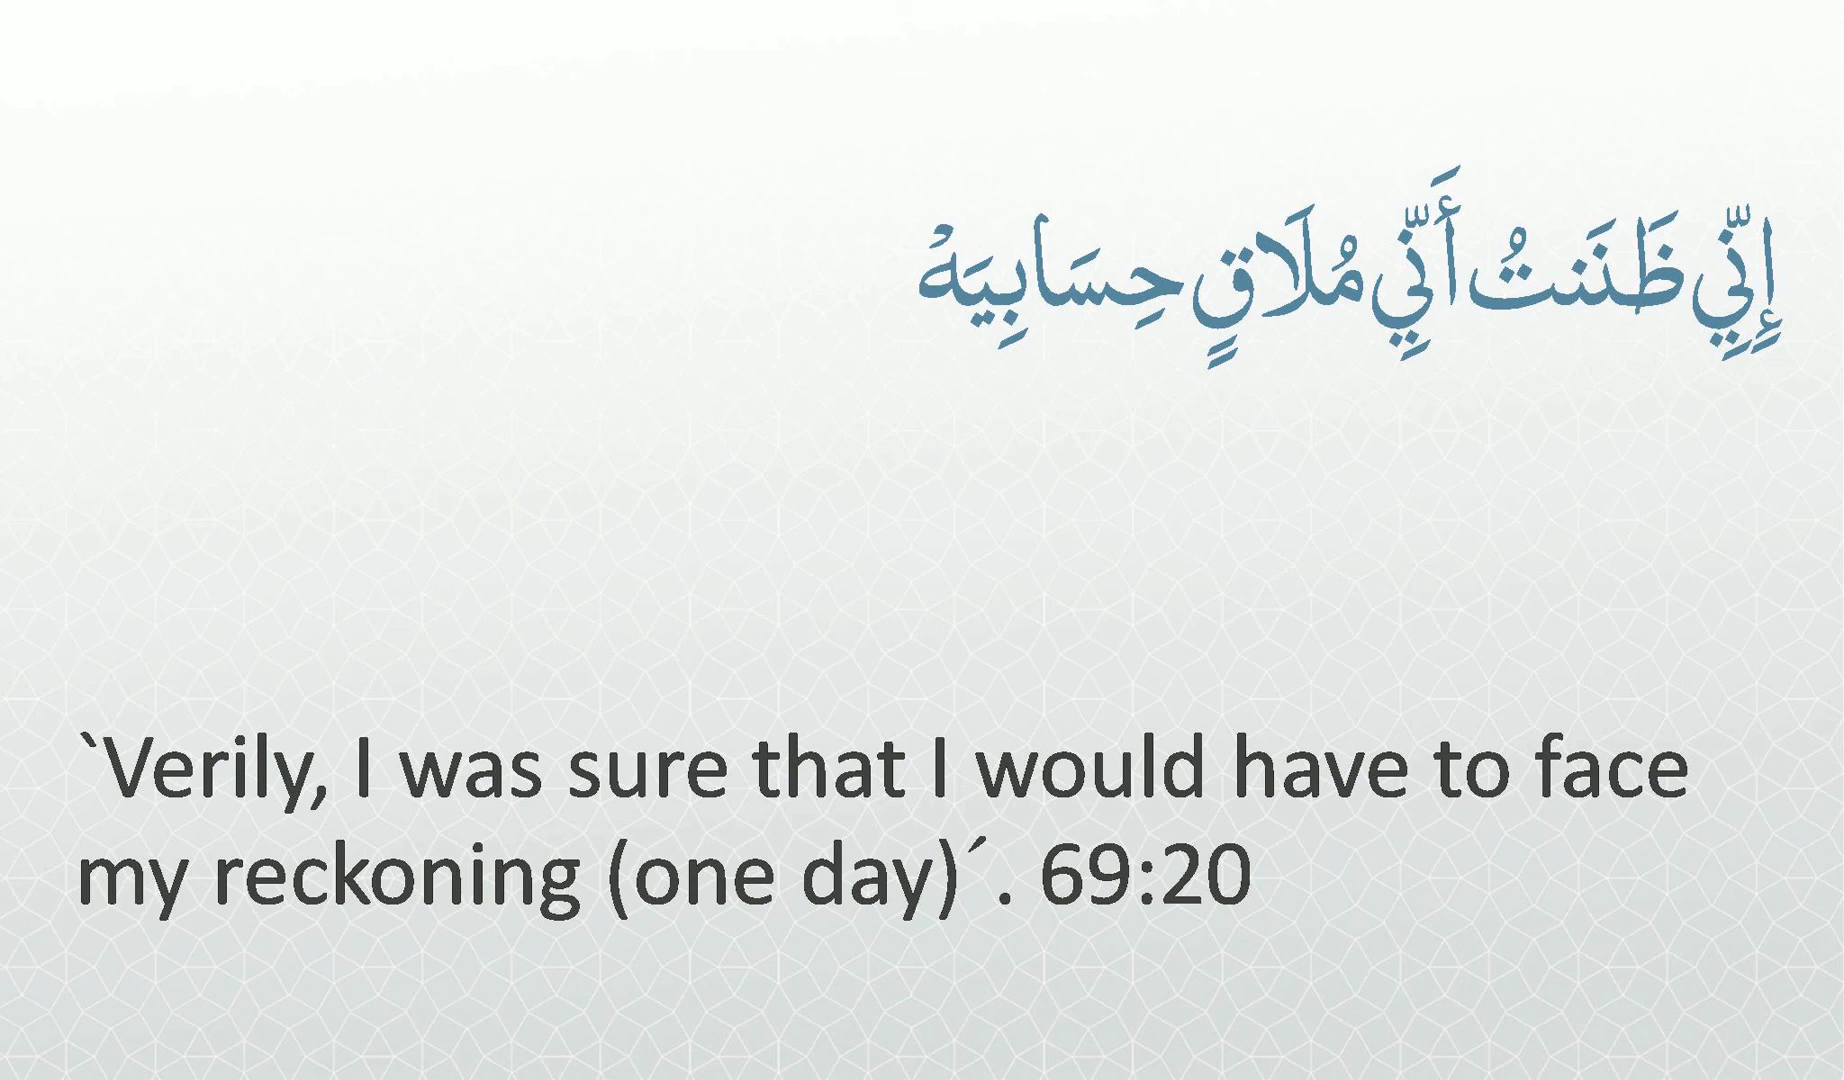 إِنِّي ظَنَنتُ أَنِّي مُلَاقٍ حِسَابِيَهْ
`Verily, I was sure that I would have to face
my reckoning (one day)´. 69:20